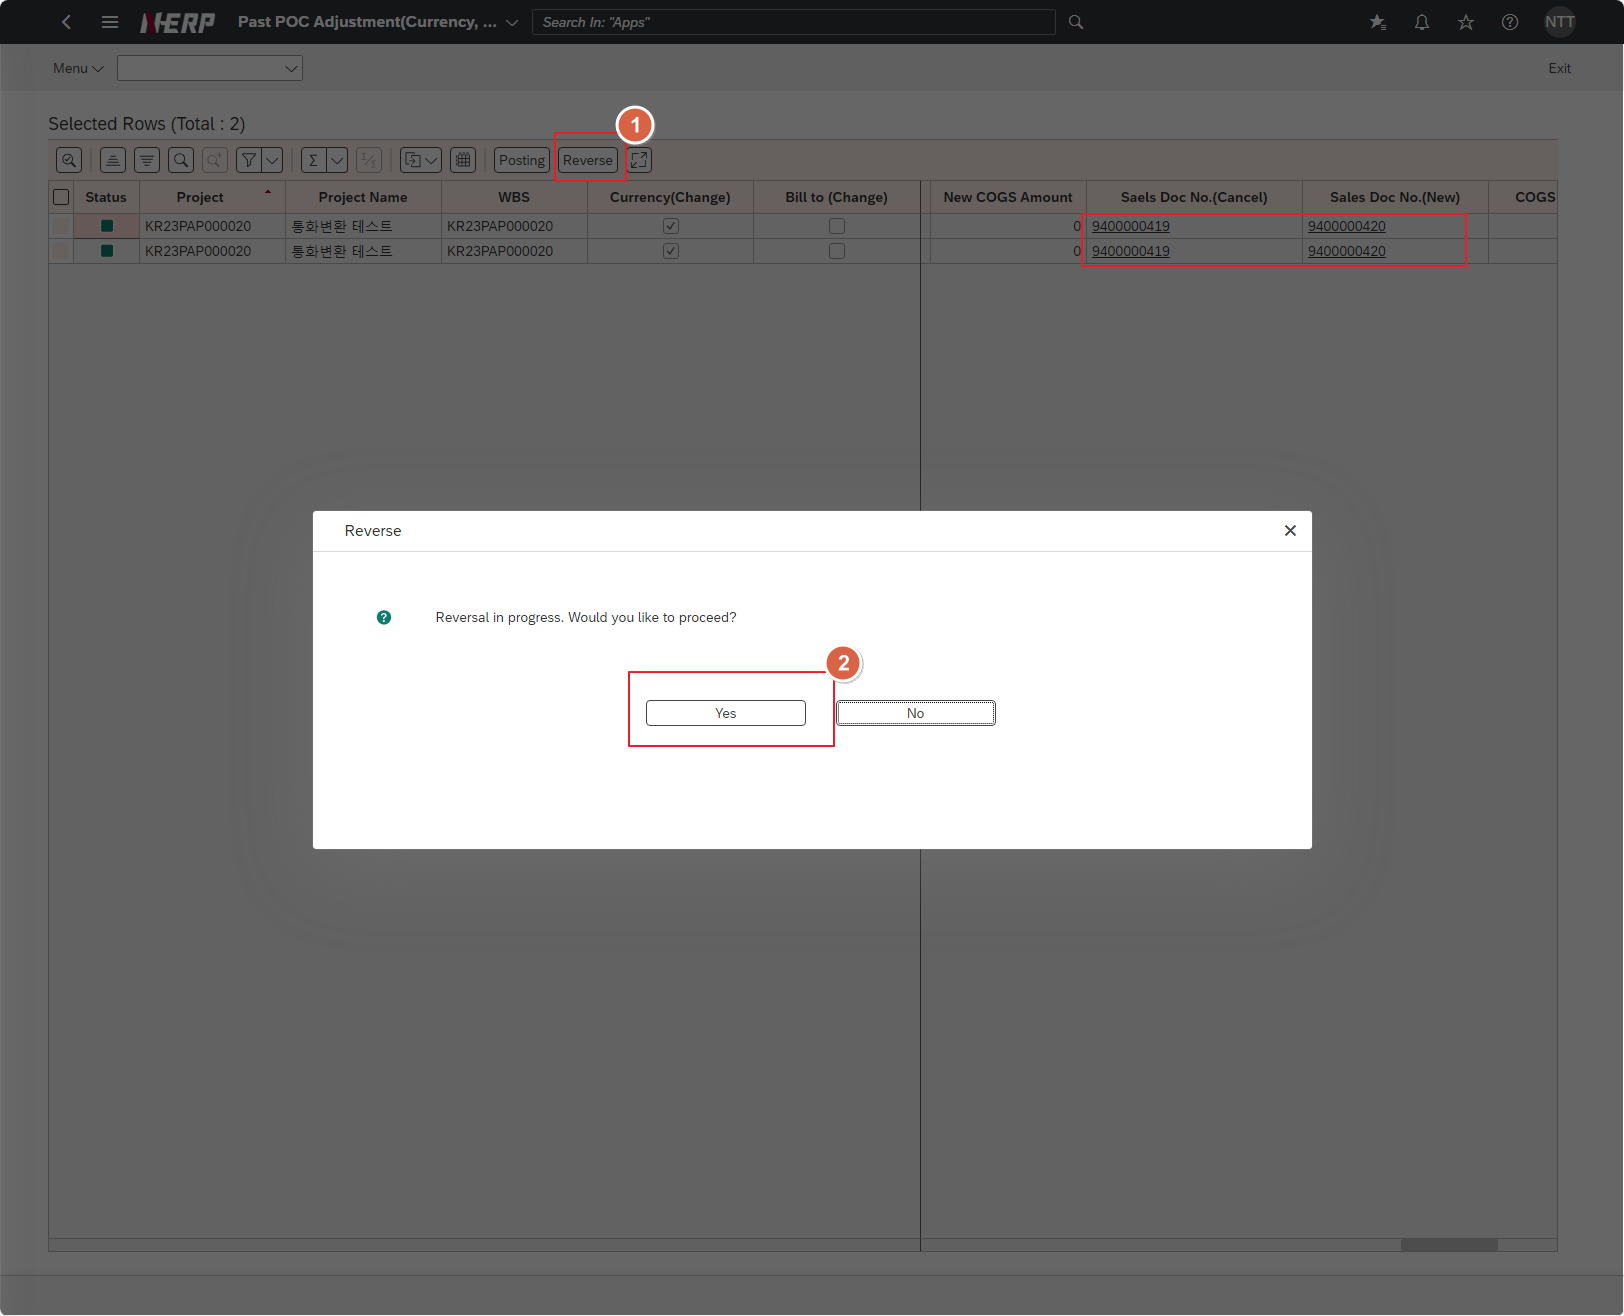 HERP Past POC Adjustment(Currency, ... Search In: "Apps" NTT
Menu Exit
Selected Rows (Total : 2)
1
Posting Reverse
Status Project Project Name WBS Currency(Change) Bill to (Change) New COGS Amount Saels Doc No.(Cancel) Sales Doc No.(New) COGS
KR23PAP000020 통화변환 테스트 KR23PAP000020 0 9400000419 9400000420
KR23PAP000020 통화변환 테스트 KR23PAP000020 0 9400000419 9400000420
Reverse
Reversal in progress. Would you like to proceed?
2
Yes No